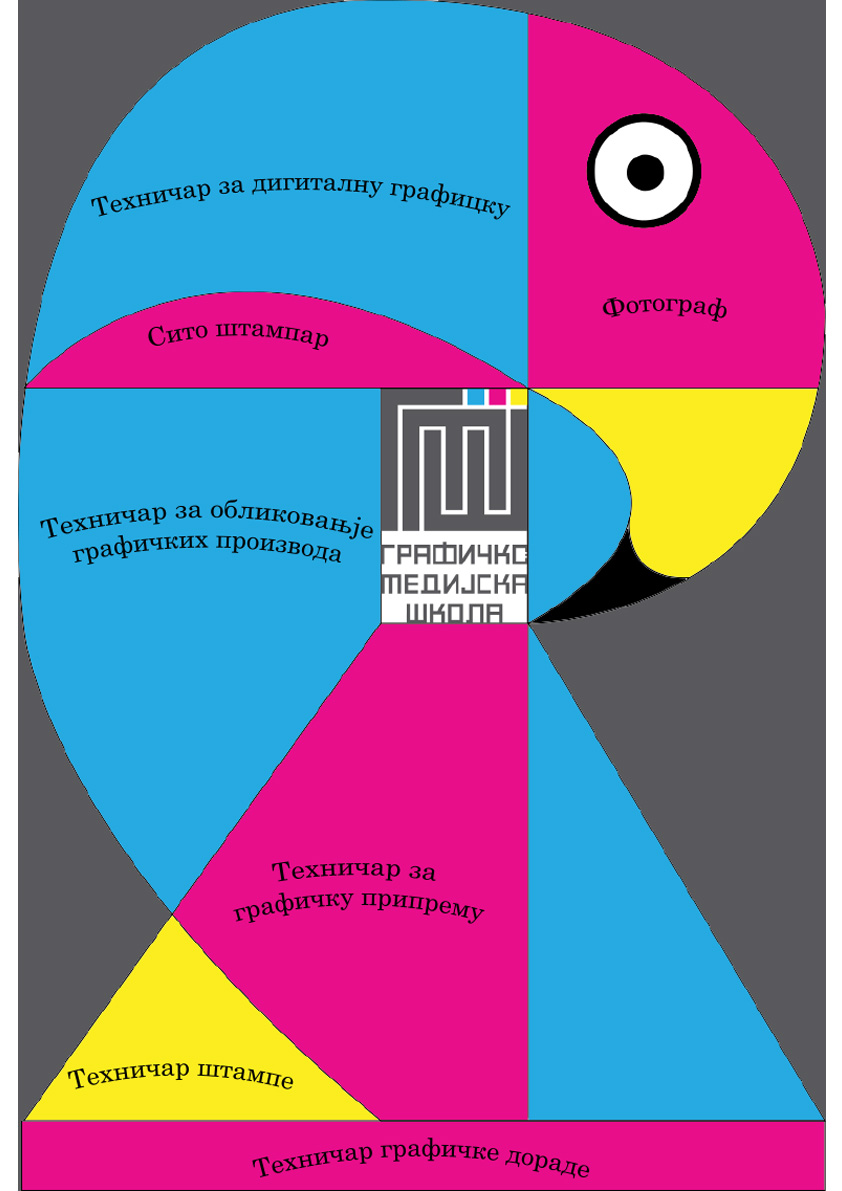 Техничар за дигиталну графицку
Фотограф
Сито штампар
Техничар за обликовање
графичких производа
ГРАФИЧКО
МЕДИЈСКА
ШКОЛА
Техничар за
графичку припрему
Техничар штампе
Техничар графичке дораде